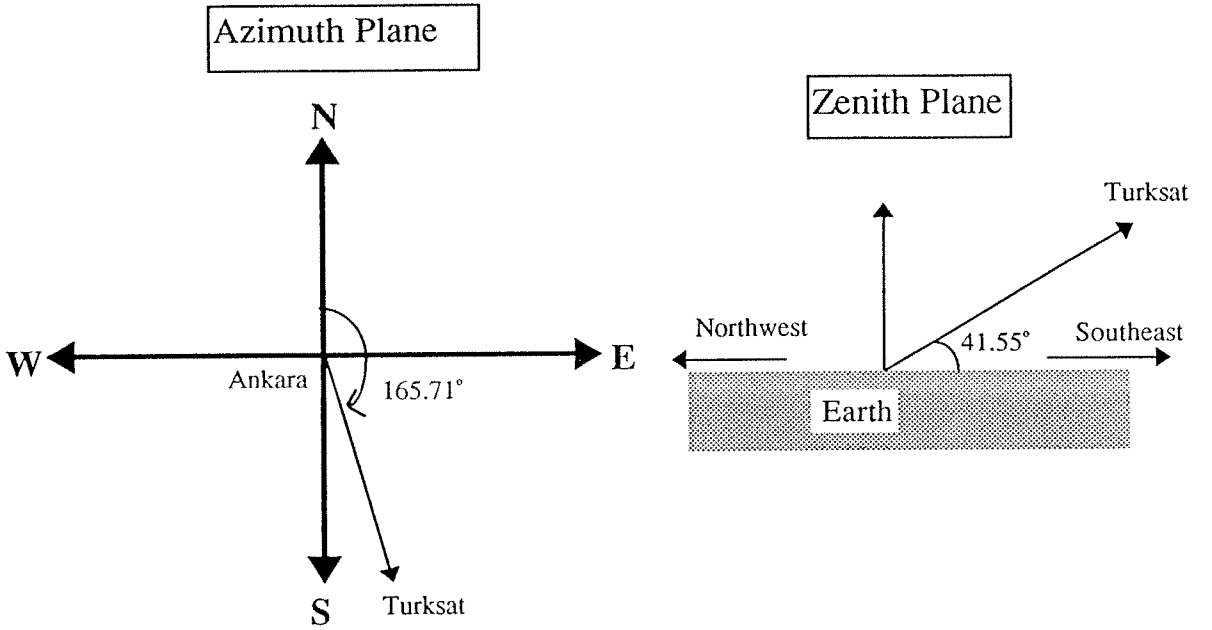 Azimuth Plane
N
W
E
Ankara
165.71°
S
Turksat
Zenith Plane
Turksat
Northwest
41.55°
Southeast
Earth